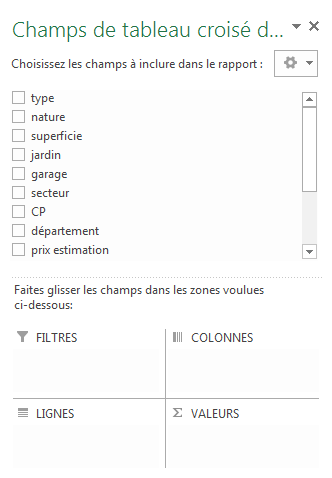 Champs de tableau croisé d...
Choisissez les champs à inclure dans le rapport :
type
nature
superficie
jardin
garage
secteur
CP
département
prix estimation
Faites glisser les champs dans les zones voulues
ci-dessous:
FILTRES
COLONNES
LIGNES
Σ VALEURS